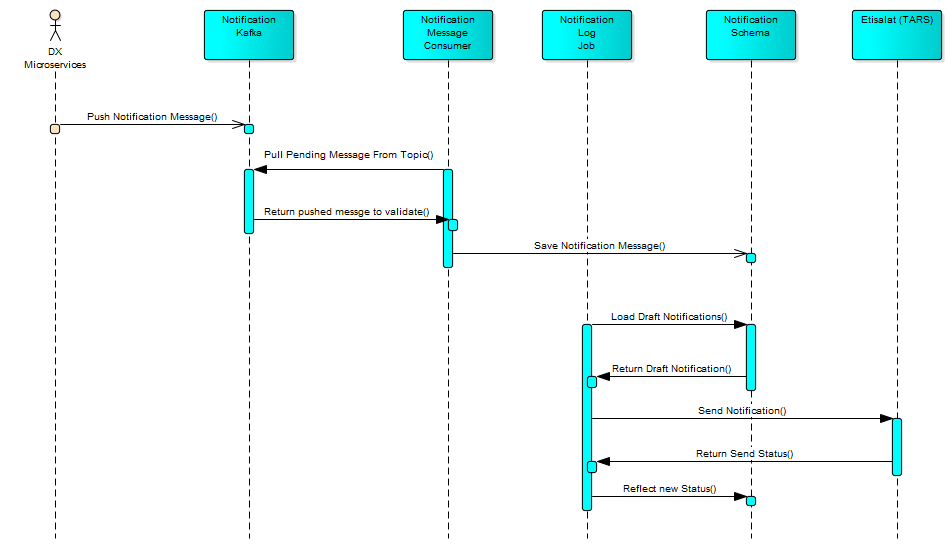 Notification
Kafka
Notification
Message
Consumer
Notification
Log
Job
Notification
Schema
Etisalat (TARS)
DX
Microservices
Push Notification Message()
Pull Pending Message From Topic()
Return pushed messge to validate()
Save Notification Message()
Load Draft Notifications()
Return Draft Notification()
Send Notification()
Return Send Status()
Reflect new Status()